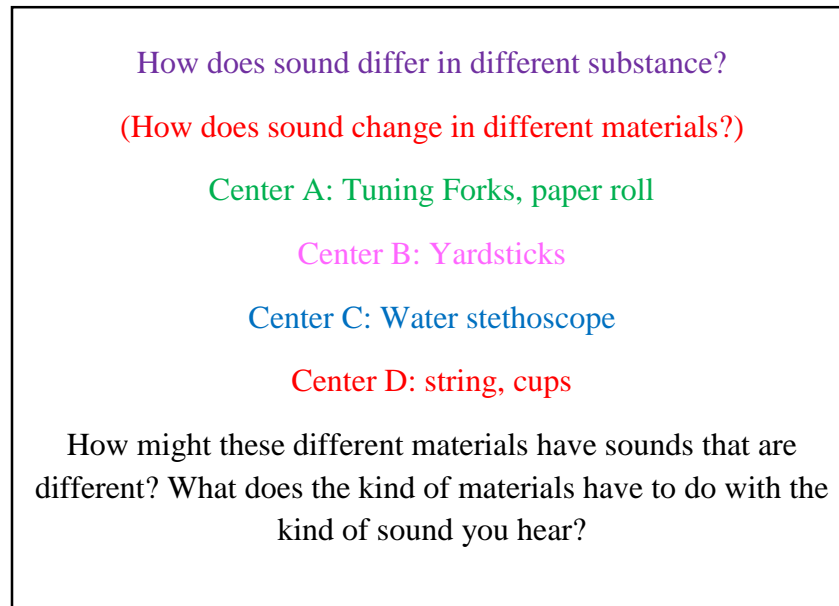 How does sound differ in different substance?
(How does sound change in different materials?)
Center A: Tuning Forks, paper roll
Center B: Yardsticks
Center C: Water stethoscope
Center D: string, cups
How might these different materials have sounds that are
different? What does the kind of materials have to do with the
kind of sound you hear?